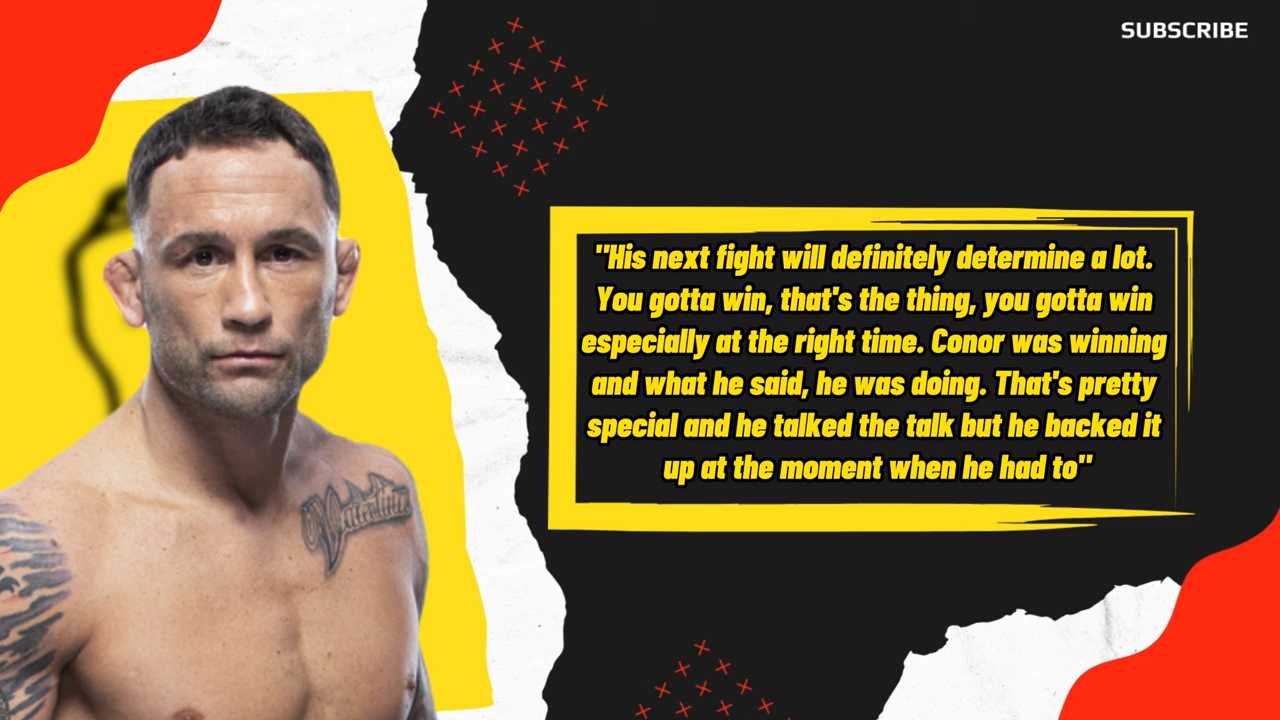 SUBSCRIBE
"His next fight will definitely determine a lot.
You gotta win, that's the thing, you gotta win
especially at the right time. Conor was winning
and what he said, he was doing. That's pretty
special and he talked the talk but he backed it
up at the moment when he had to"
Valentina